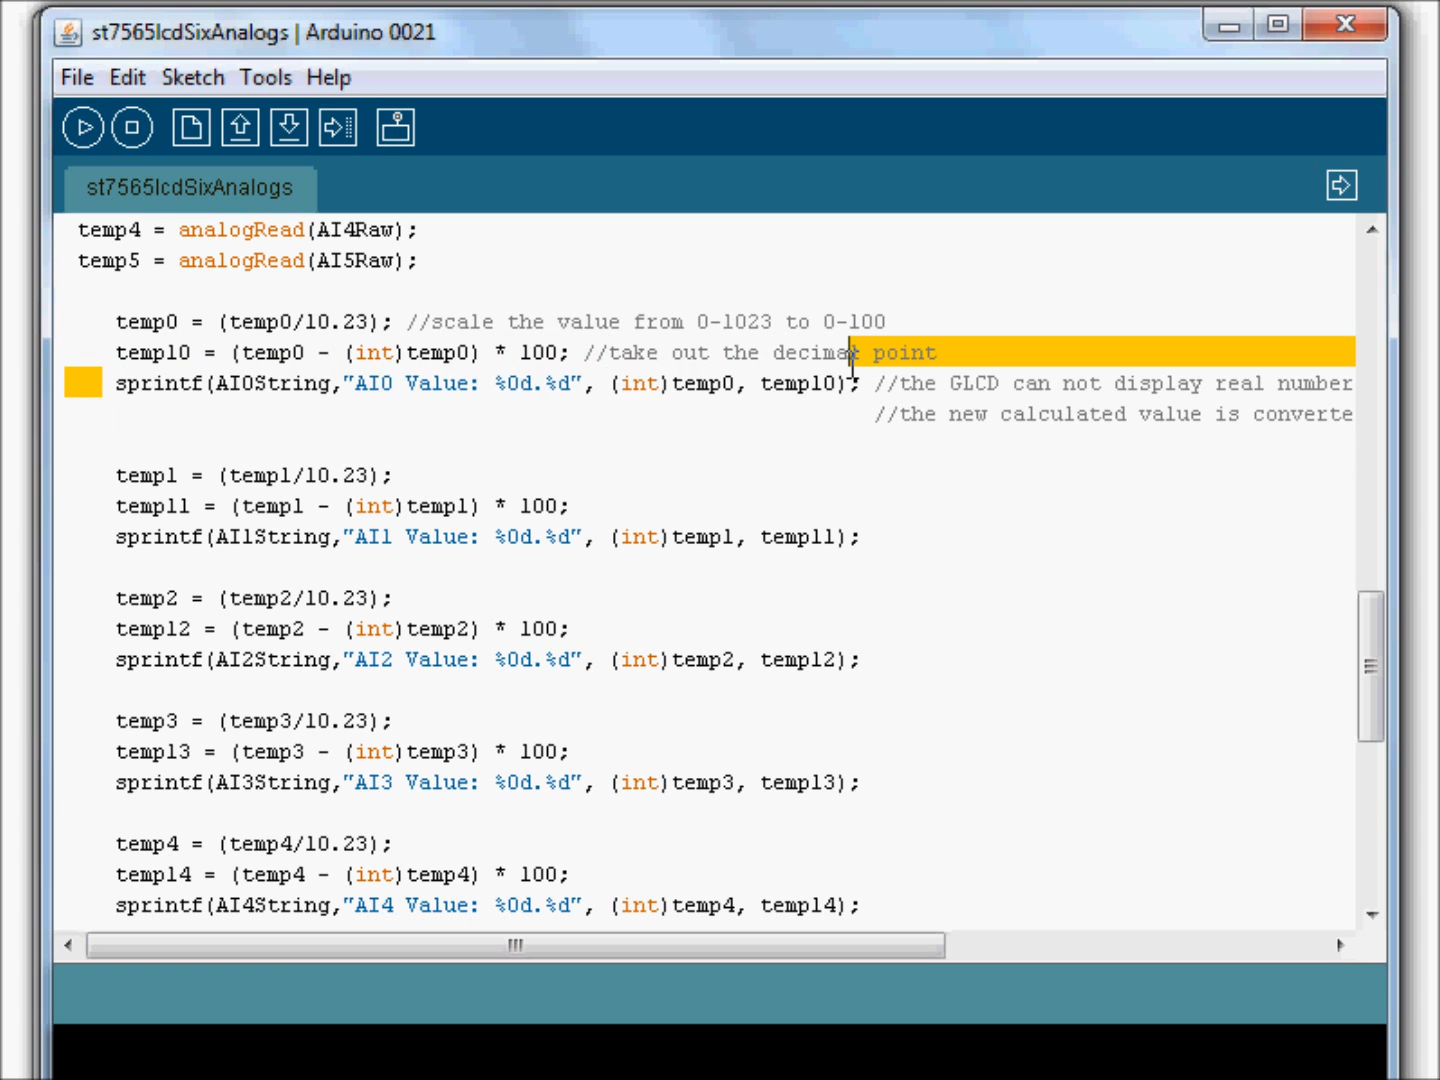 st7565lcdSixAnalogs | Arduino 0021
File Edit Sketch Tools Help
st7565lcdSixAnalogs
temp4 = analogRead(AI4Raw);
temp5 = analogRead(AI5Raw);
temp0 = (temp0/10.23); //scale the value from 0-1023 to 0-100
temp10 = (temp0 - (int)temp0) * 100; //take out the decimal point
sprintf(AI0String,"AI0 Value: %0d.%d", (int)temp0, temp10); //the GLCD can not display real number
//the new calculated value is converte
temp1 = (temp1/10.23);
temp11 = (temp1 - (int)temp1) * 100;
sprintf(AI1String,"AI1 Value: %0d.%d", (int)temp1, temp11);
temp2 = (temp2/10.23);
temp12 = (temp2 - (int)temp2) * 100;
sprintf(AI2String,"AI2 Value: %0d.%d", (int)temp2, temp12);
temp3 = (temp3/10.23);
temp13 = (temp3 - (int)temp3) * 100;
sprintf(AI3String,"AI3 Value: %0d.%d", (int)temp3, temp13);
temp4 = (temp4/10.23);
temp14 = (temp4 - (int)temp4) * 100;
sprintf(AI4String,"AI4 Value: %0d.%d", (int)temp4, temp14);